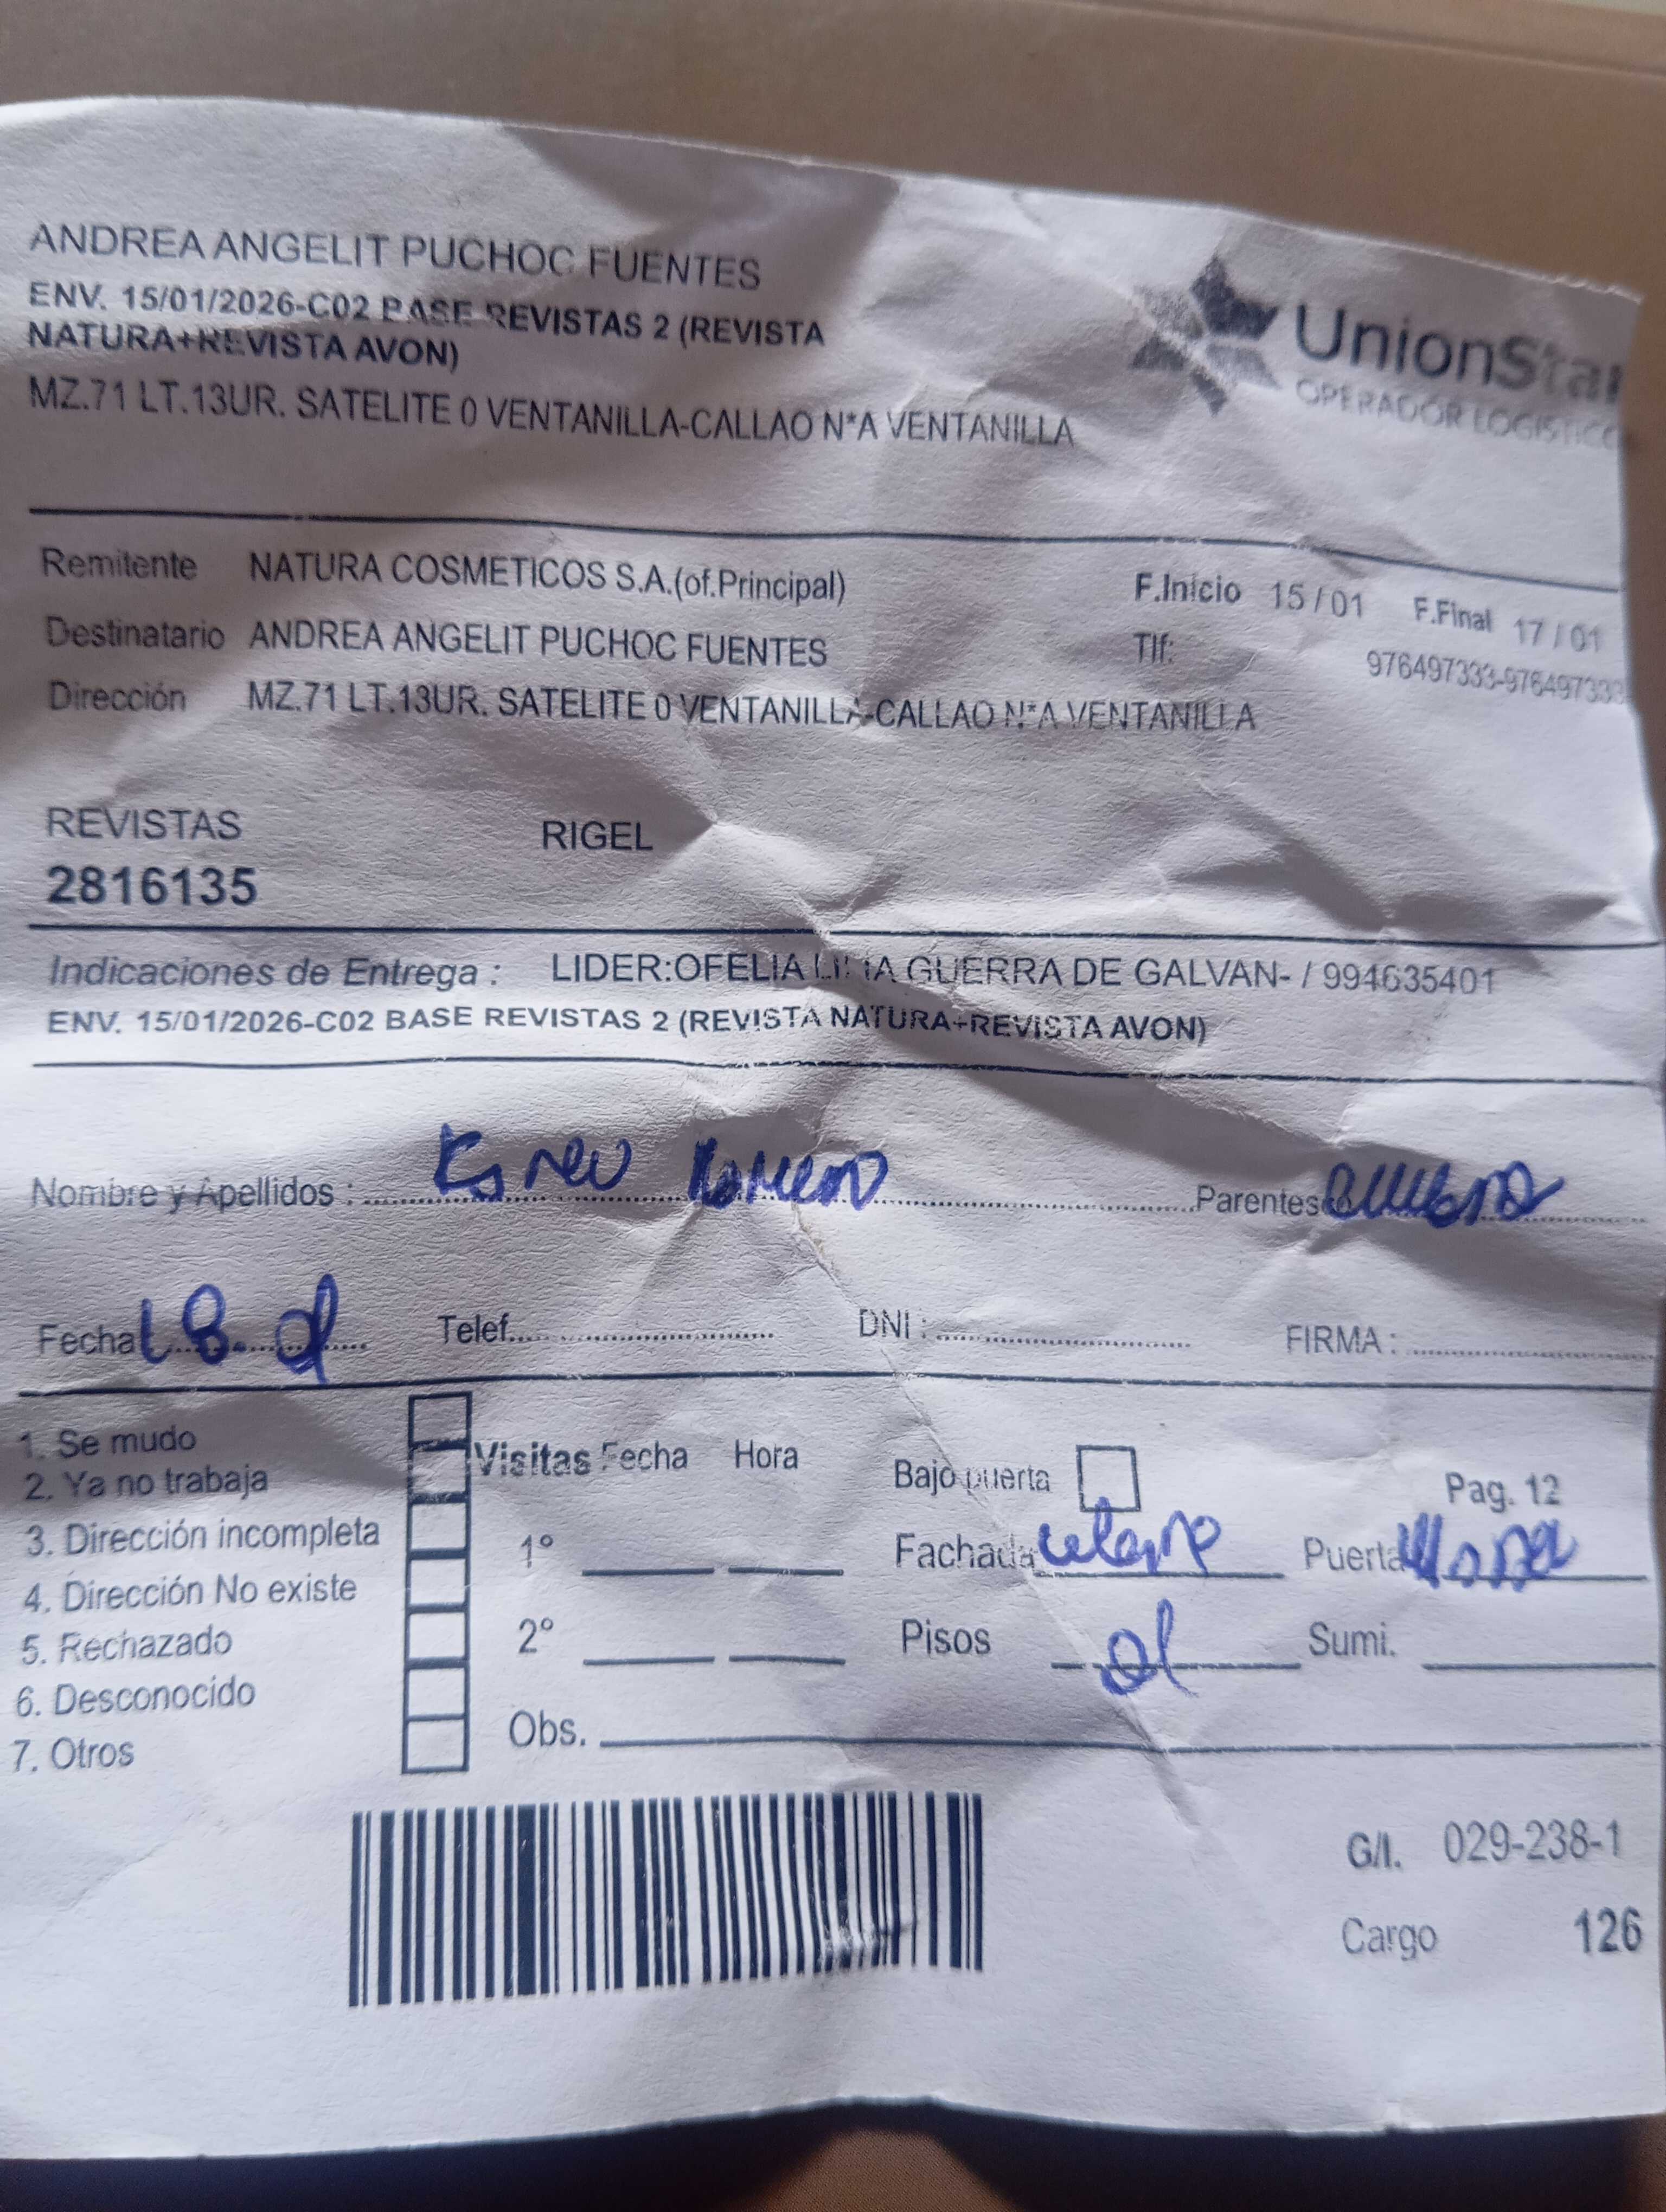 ANDREA ANGELIT PUCHOC FUENTES
ENV. 15/01/2026-C02 BASE REVISTAS 2 (REVISTA
NATURA+REVISTA AVON)
MZ.71 LT.13UR. SATELITE 0 VENTANILLA-CALLAO N*A VENTANILLA
UnionStar
OPERADOR LOGISTICO
Remitente NATURA COSMETICOS S.A.(of.Principal) F.Inicio 15/01 F.Final 17/01
Destinatario ANDREA ANGELIT PUCHOC FUENTES Tlf: 976497333-976497333
Dirección MZ.71 LT.13UR. SATELITE 0 VENTANILLA-CALLAO N*A VENTANILLA
REVISTAS RIGEL
2816135
Indicaciones de Entrega : LIDER:OFELIA GUERRA DE GALVAN- / 994635401
ENV. 15/01/2026-C02 BASE REVISTAS 2 (REVISTA NATURA+REVISTA AVON)
Nombre y Apellidos : Parentesco
Fecha 18. 01 Telef. DNI : FIRMA :
1. Se mudo
2. Ya no trabaja
3. Dirección incompleta
4. Dirección No existe
5. Rechazado
6. Desconocido
7. Otros
Visitas Fecha Hora
1°
2°
Obs.
Bajo puerta Pag. 12
Fachada Puerta
Pisos 01 Sumi.
G/I. 029-238-1
Cargo 126